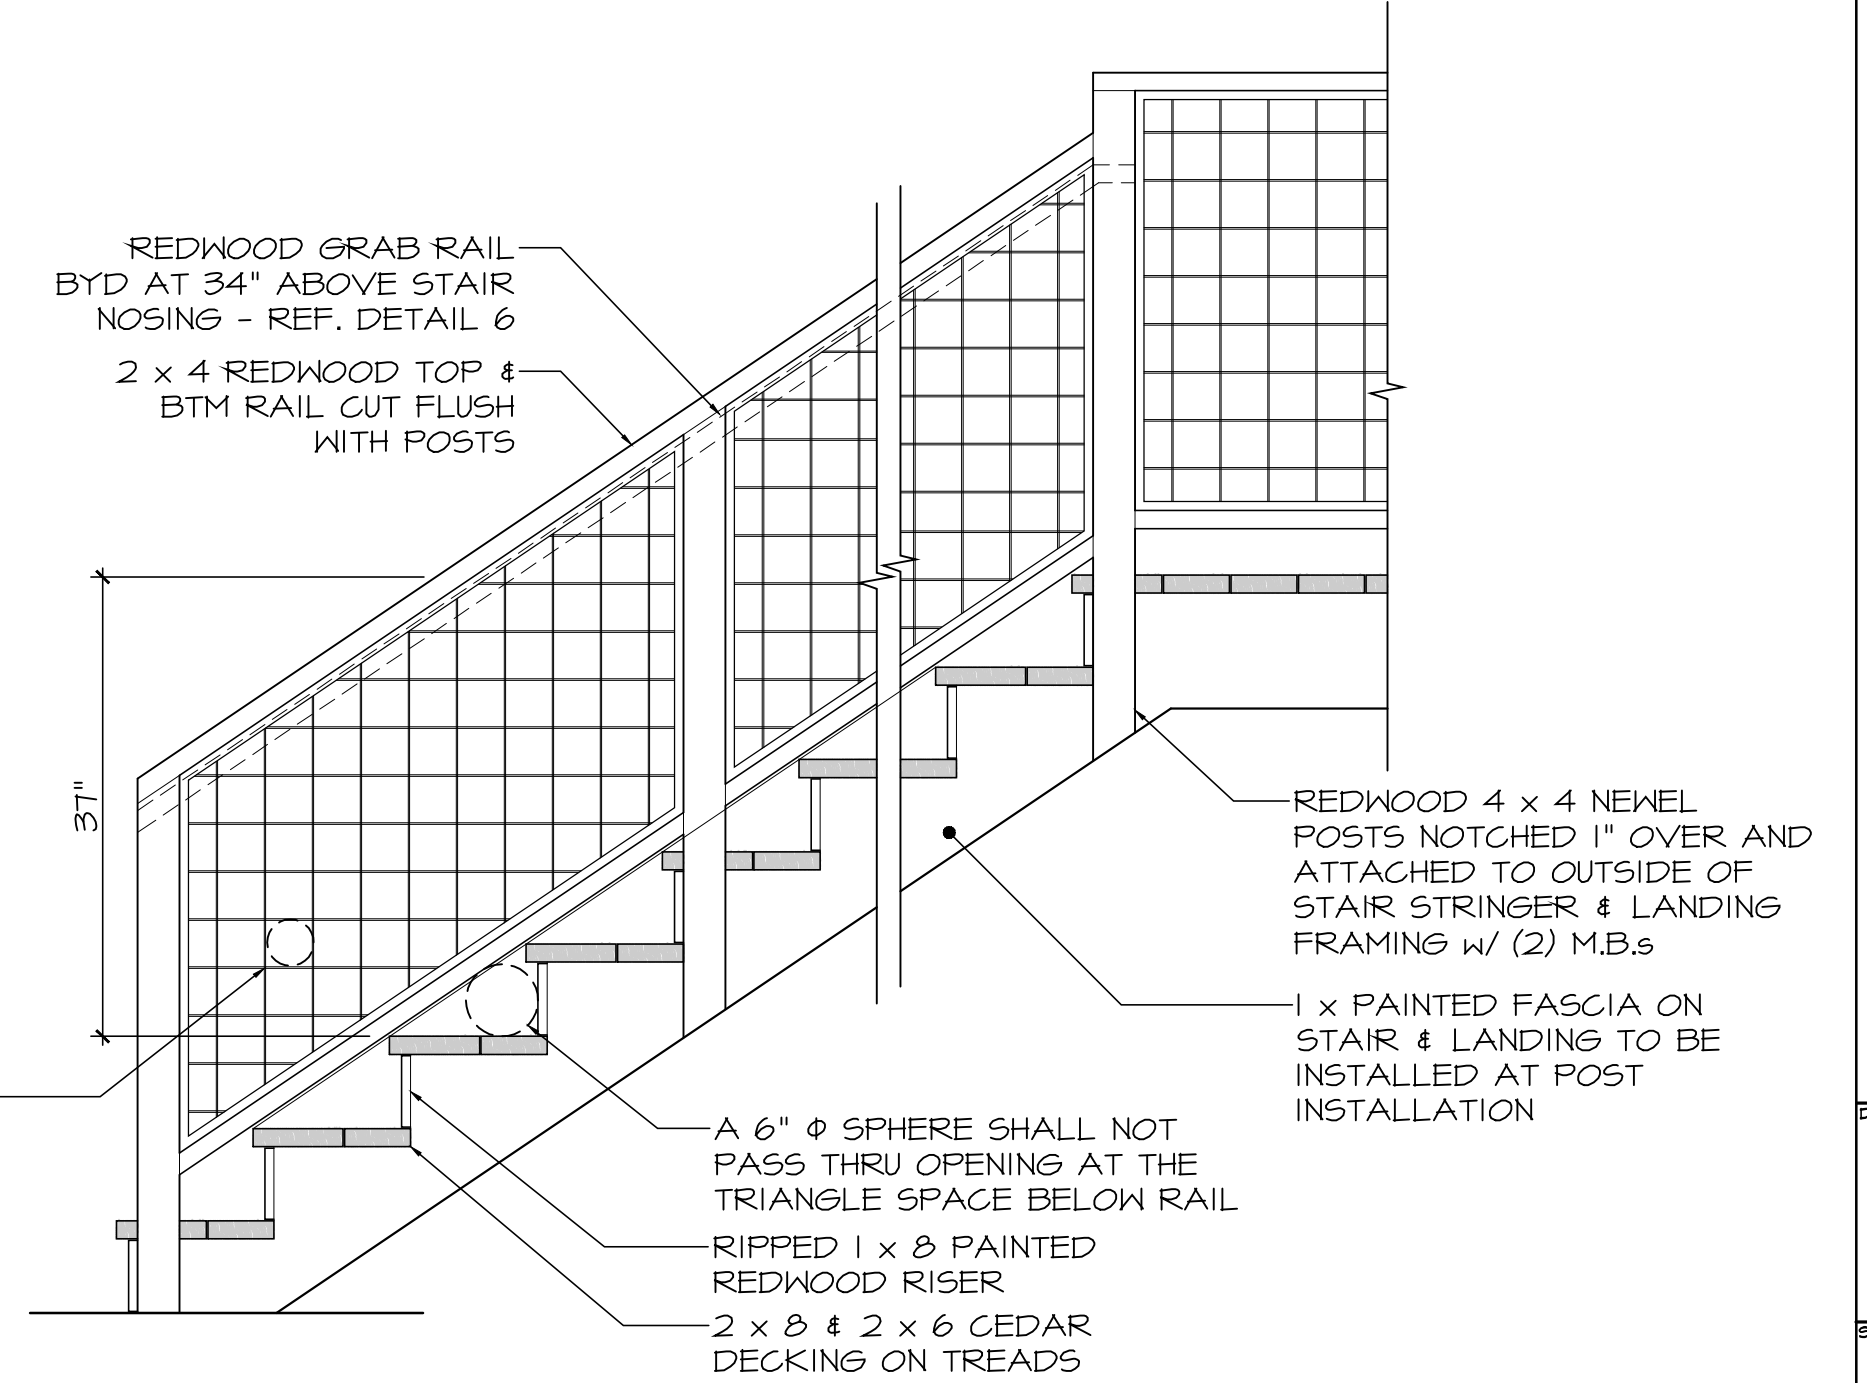 REDWOOD GRAB RAIL
BYD AT 34" ABOVE STAIR
NOSING - REF. DETAIL 6
2 x 4 REDWOOD TOP &
BTM RAIL CUT FLUSH
WITH POSTS
37"
REDWOOD 4 x 4 NEWEL
POSTS NOTCHED 1" OVER AND
ATTACHED TO OUTSIDE OF
STAIR STRINGER & LANDING
FRAMING w/ (2) M.B.s
1 x PAINTED FASCIA ON
STAIR & LANDING TO BE
INSTALLED AT POST
INSTALLATION
A 6" Φ SPHERE SHALL NOT
PASS THRU OPENING AT THE
TRIANGLE SPACE BELOW RAIL
RIPPED 1 x 8 PAINTED
REDWOOD RISER
2 x 8 & 2 x 6 CEDAR
DECKING ON TREADS